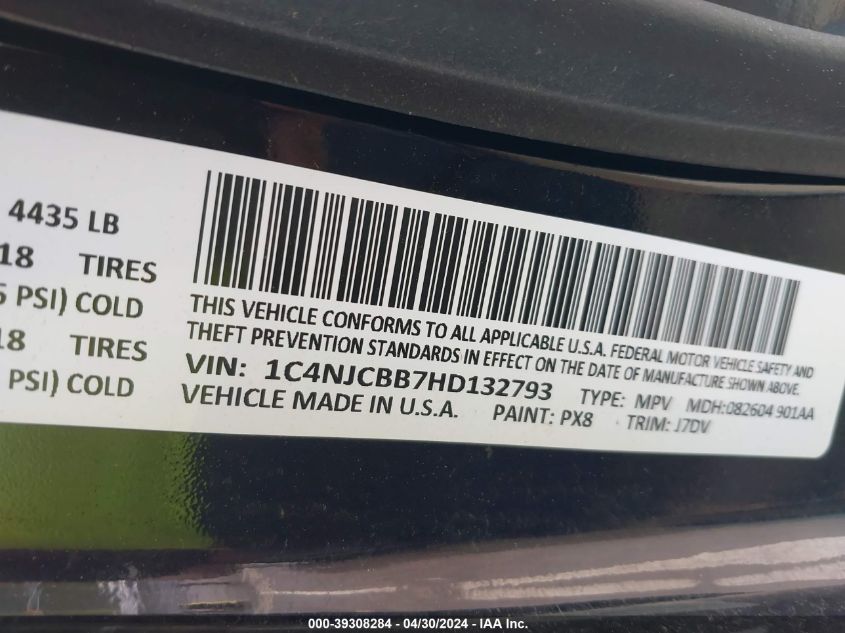 4435 LB
18 TIRES
PSI) COLD
18 TIRES
PSI) COLD
THIS VEHICLE CONFORMS TO ALL APPLICABLE U.S.A. FEDERAL MOTOR VEHICLE SAFETY AND
THEFT PREVENTION STANDARDS IN EFFECT ON THE DATE OF MANUFACTURE SHOWN ABOVE.
VIN: 1C4NJCBB7HD132793 TYPE: MPV MDH:082604 901AA
VEHICLE MADE IN U.S.A. PAINT: PX8 TRIM: J7DV
000-39308284 - 04/30/2024 - IAA Inc.